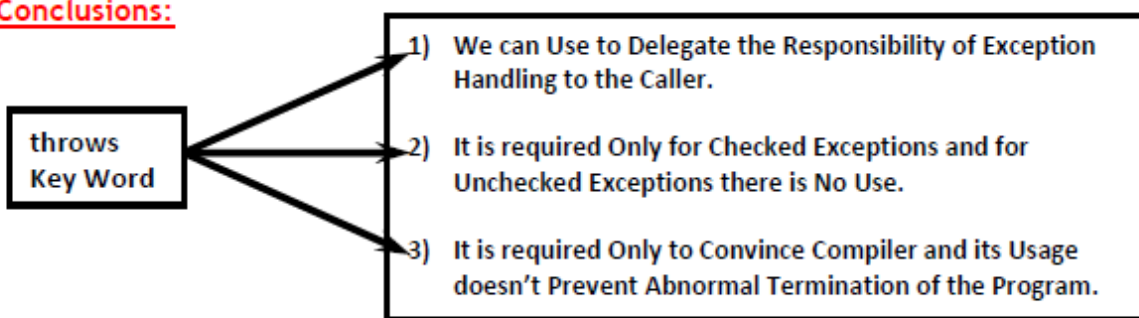 Conclusions:
throws
Key Word
1) We can Use to Delegate the Responsibility of Exception
Handling to the Caller.
2) It is required Only for Checked Exceptions and for
Unchecked Exceptions there is No Use.
3) It is required Only to Convince Compiler and its Usage
doesn't Prevent Abnormal Termination of the Program.